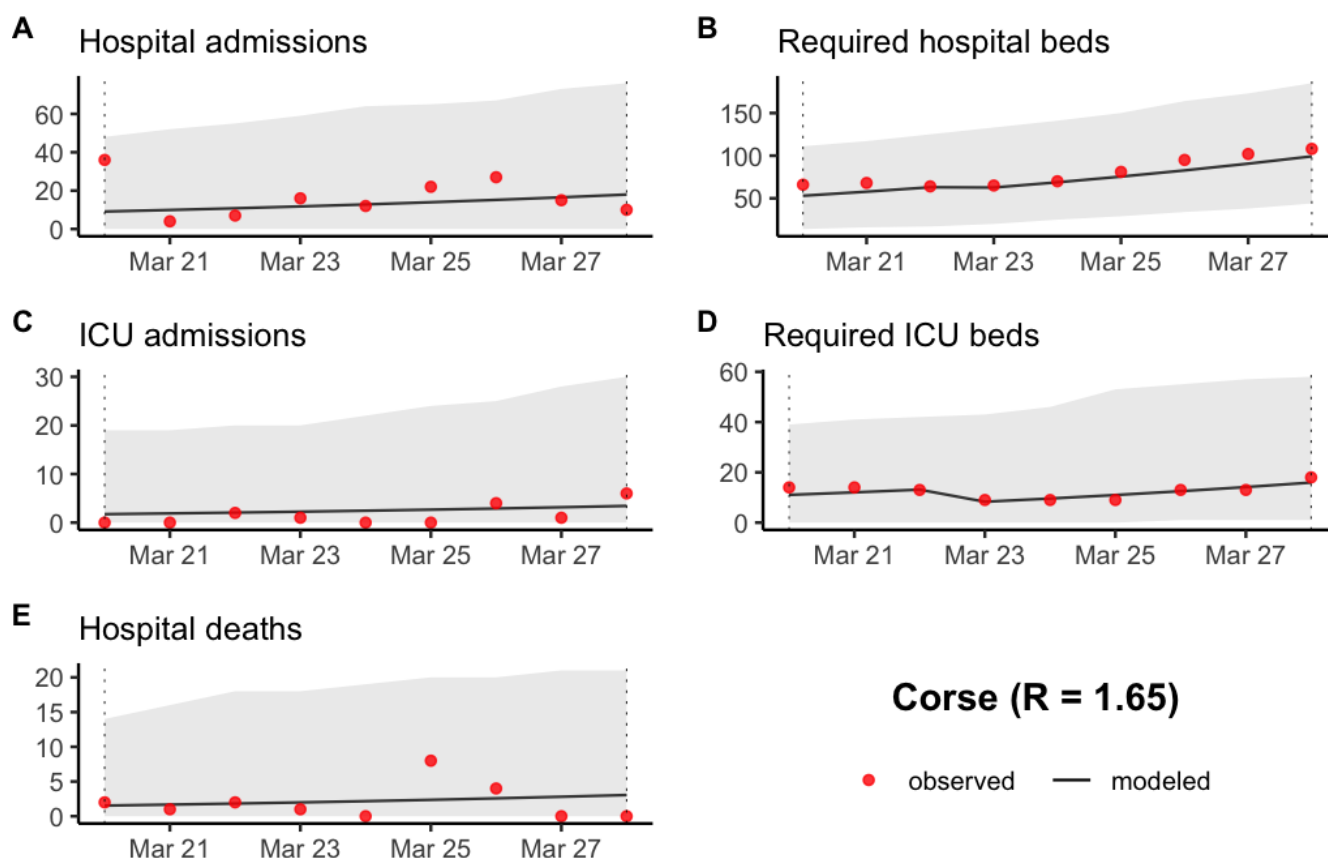 A
Hospital admissions
60
40
20
0
Mar 21 Mar 23 Mar 25 Mar 27
B
Required hospital beds
150
100
50
Mar 21 Mar 23 Mar 25 Mar 27
C
ICU admissions
30
20
10
0
Mar 21 Mar 23 Mar 25 Mar 27
D
Required ICU beds
60
40
20
0
Mar 21 Mar 23 Mar 25 Mar 27
E
Hospital deaths
20
15
10
5
0
Mar 21 Mar 23 Mar 25 Mar 27
Corse (R = 1.65)
observed modeled